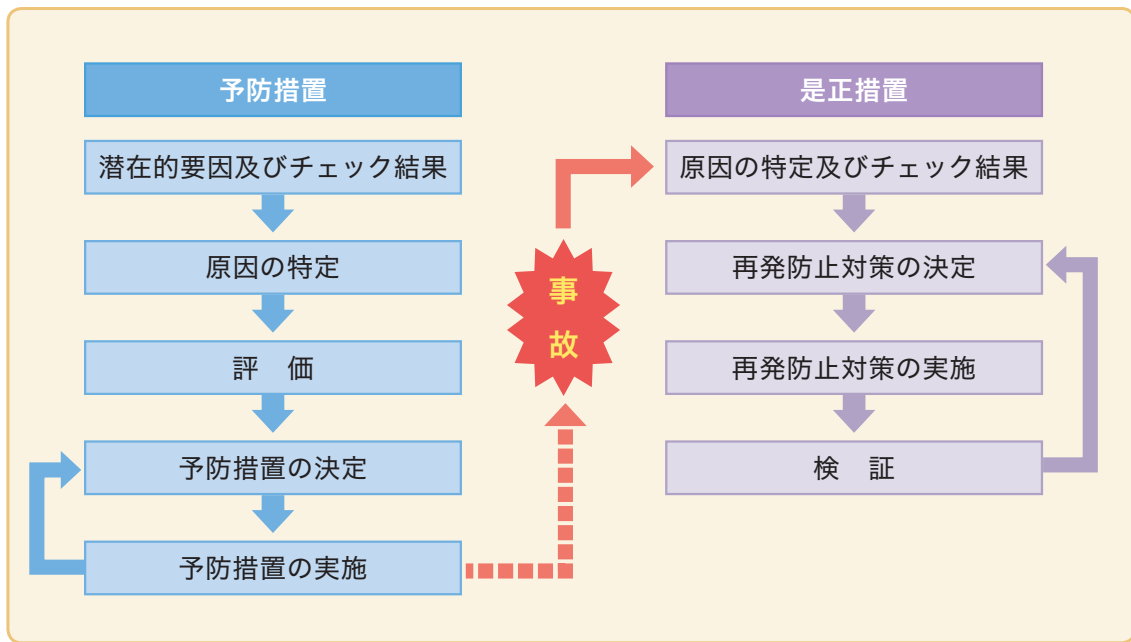 予防措置
潜在的要因及びチェック結果
原因の特定
評　価
予防措置の決定
予防措置の実施
事
故
是正措置
原因の特定及びチェック結果
再発防止対策の決定
再発防止対策の実施
検　証